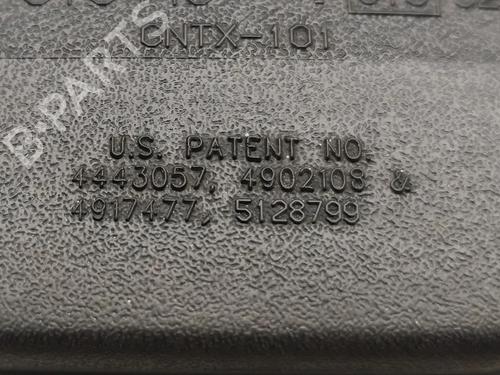 CNTX-101
U.S. PATENT NO.
4443057, 4902108 &
4917477, 5128799
B-PARTS